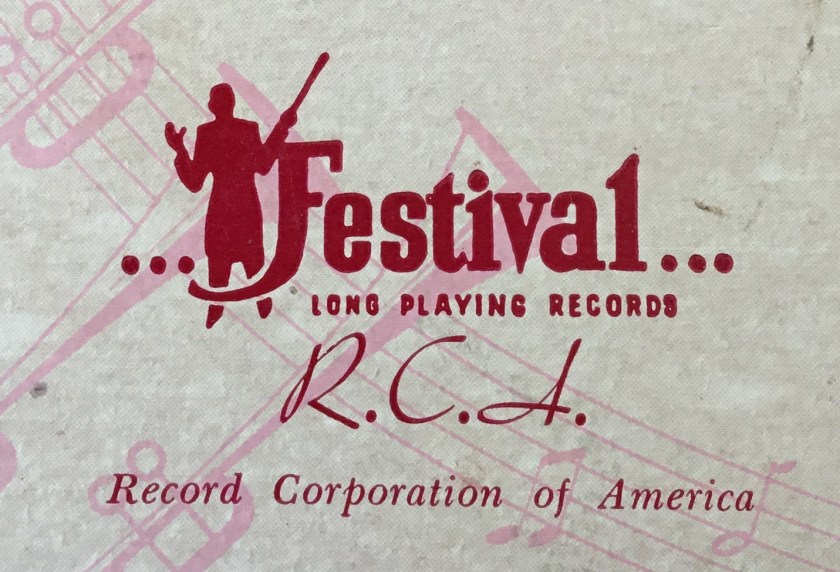 ...Festival...
LONG PLAYING RECORDS
R.C.A.
Record Corporation of America